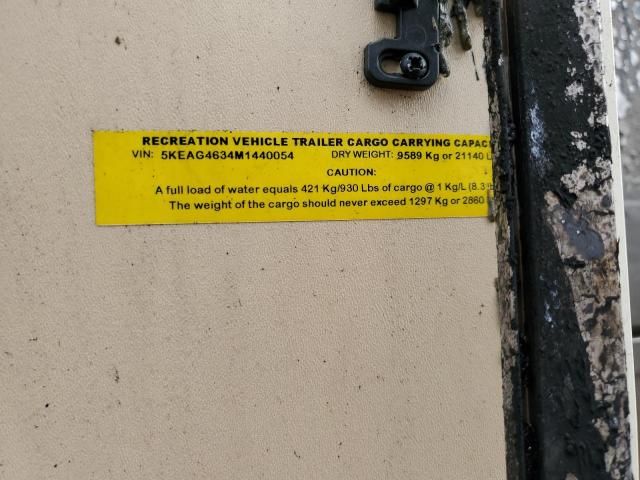 RECREATION VEHICLE TRAILER CARGO CARRYING
VIN: 5KEAG4634M1440054 DRY WEIGHT: 9589 Kg or 21140
CAUTION:
A full load of water equals 421 Kg/930 Lbs of cargo @ 1 Kg/L (8.3
The weight of the cargo should never exceed 1297 Kg or 2860